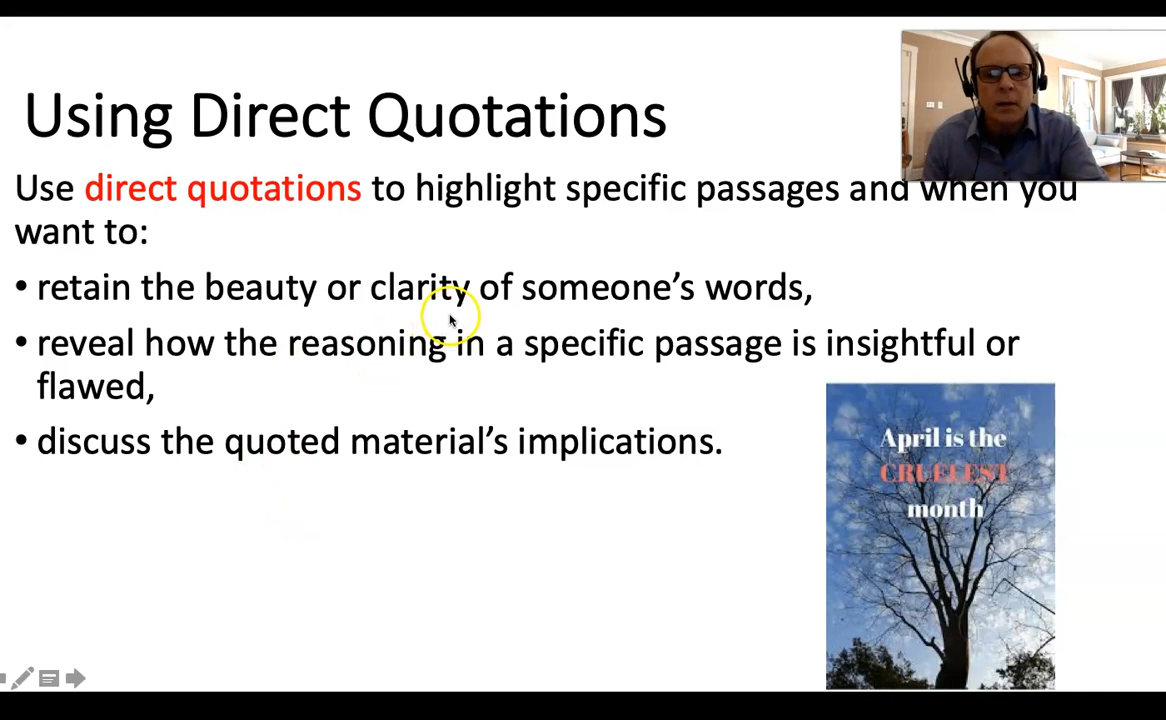 Using Direct Quotations
Use direct quotations to highlight specific passages and when you
want to:
• retain the beauty or clarity of someone’s words,
• reveal how the reasoning in a specific passage is insightful or
flawed,
• discuss the quoted material’s implications.
April is the
CRUELEST
month